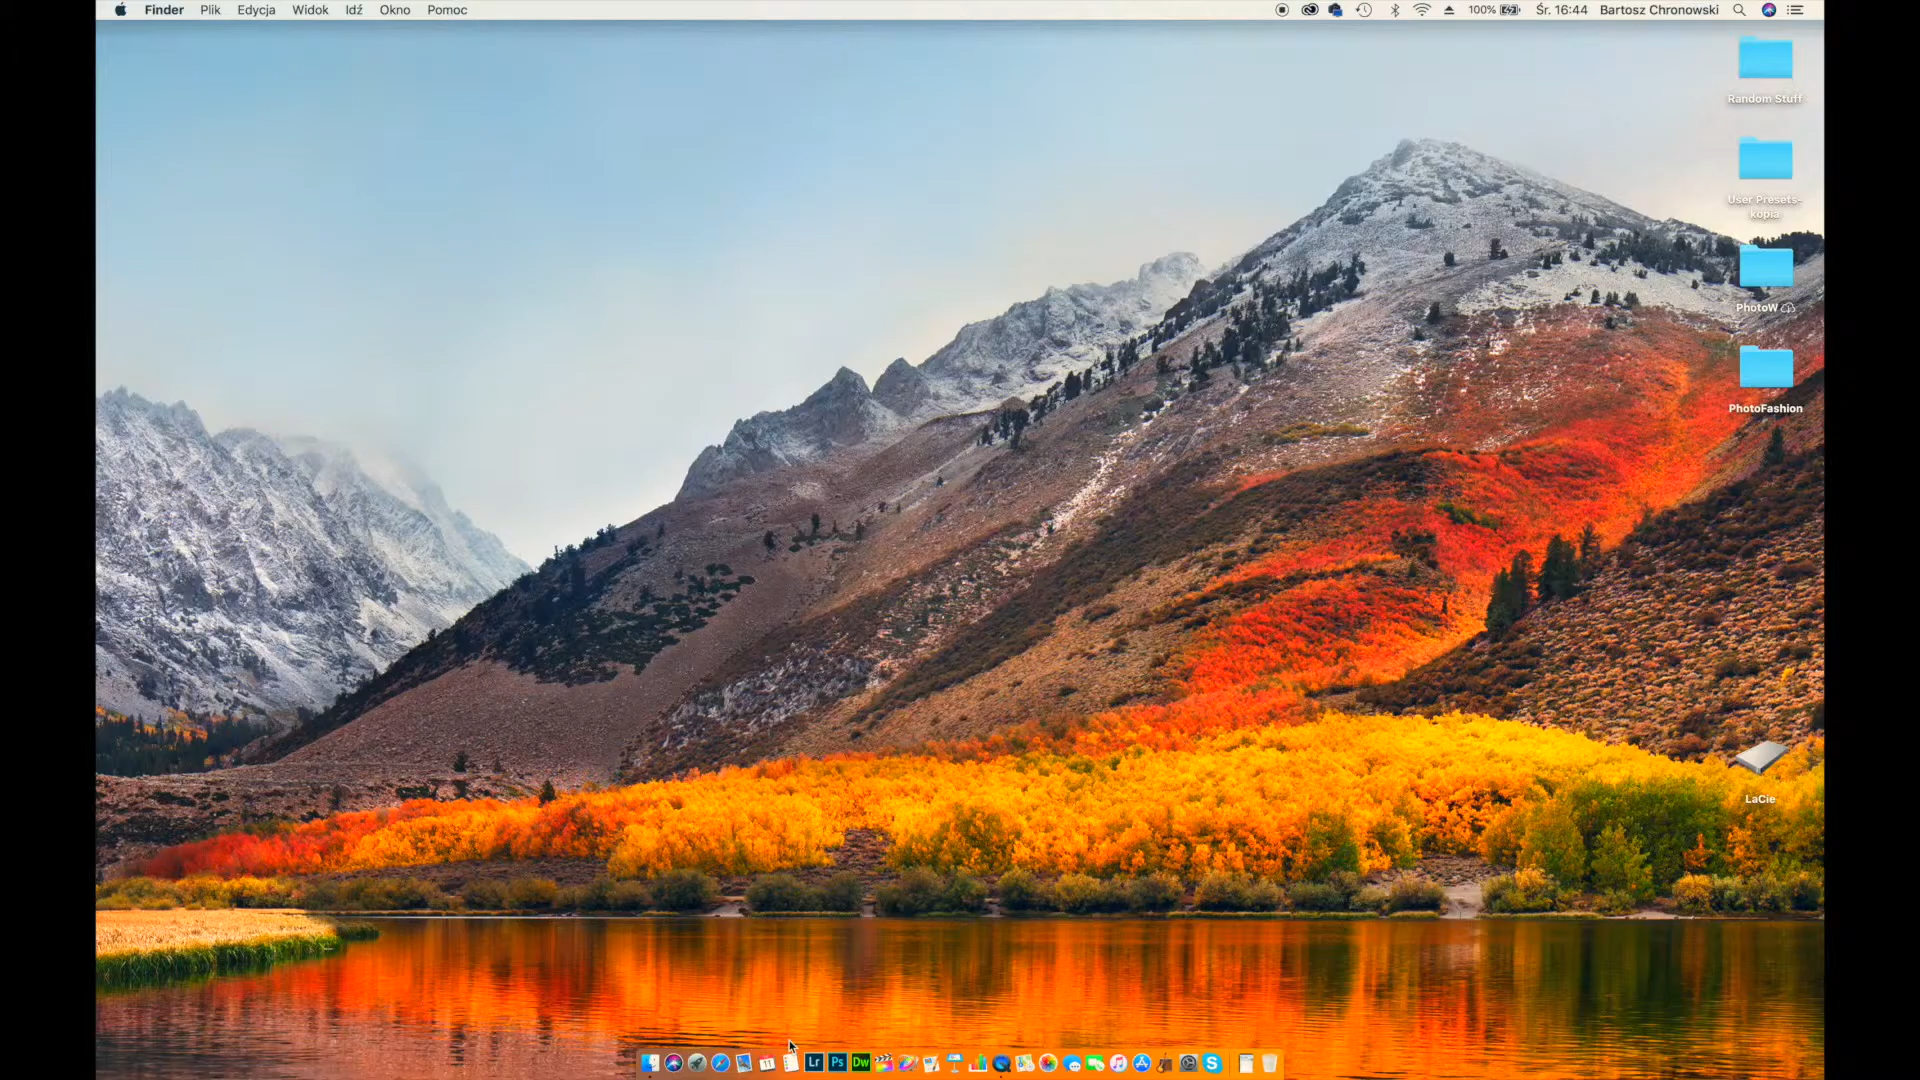 Finder Plik Edycja Widok Idź Okno Pomoc 100% Śr. 16:44 Bartosz Chronowski
Random Stuff
User Presets-
kopia
PhotoW
PhotoFashion
LaCie
11 Lr Ps Dw